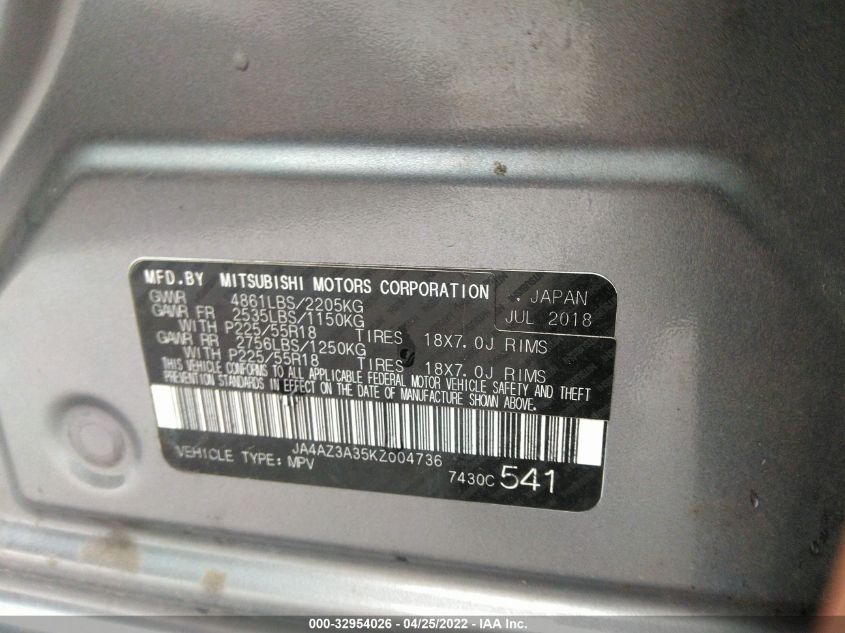 MFD.BY MITSUBISHI MOTORS CORPORATION
. JAPAN
JUL 2018
GVWR 4861LBS/2205KG
GAWR FR 2535LBS/1150KG
WITH P225/55R18 TIRES 18X7.0J RIMS
GAWR RR 2756LBS/1250KG
WITH P225/55R18 TIRES 18X7.0J RIMS
THIS VEHICLE CONFORMS TO ALL APPLICABLE FEDERAL MOTOR VEHICLE SAFETY AND THEFT
PREVENTION STANDARDS IN EFFECT ON THE DATE OF MANUFACTURE SHOWN ABOVE.
JA4AZ3A35KZ004736
VEHICLE TYPE: MPV
7430C 541
000-32954026 - 04/25/2022 - IAAI.com